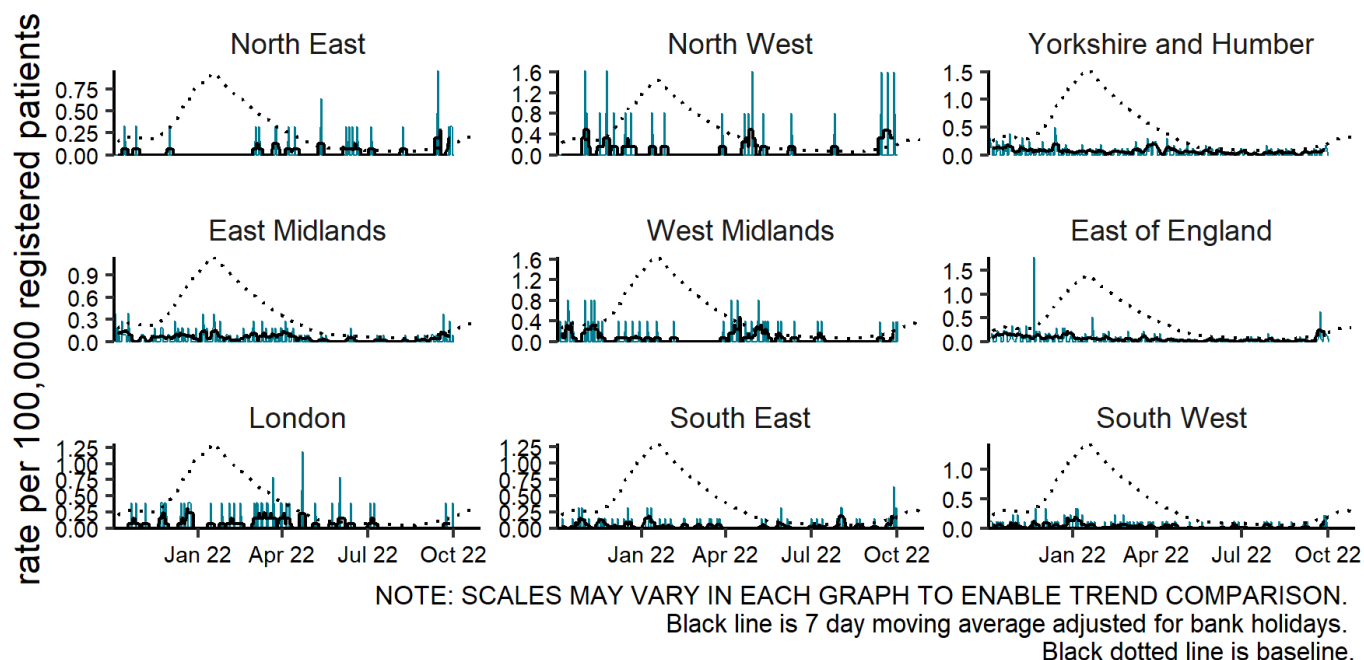 rate per 100,000 registered patients
North East
0.75
0.50
0.25
0.00
North West
1.6
1.2
0.8
0.4
0.0
Yorkshire and Humber
1.5
1.0
0.5
0.0
East Midlands
0.9
0.6
0.3
0.0
West Midlands
1.6
1.2
0.8
0.4
0.0
East of England
1.5
1.0
0.5
0.0
London
1.25
1.00
0.75
0.50
0.25
0.00
South East
1.25
1.00
0.75
0.50
0.25
0.00
South West
1.0
0.5
0.0
Jan 22 Apr 22 Jul 22 Oct 22
Jan 22 Apr 22 Jul 22 Oct 22
Jan 22 Apr 22 Jul 22 Oct 22
NOTE: SCALES MAY VARY IN EACH GRAPH TO ENABLE TREND COMPARISON.
Black line is 7 day moving average adjusted for bank holidays.
Black dotted line is baseline.